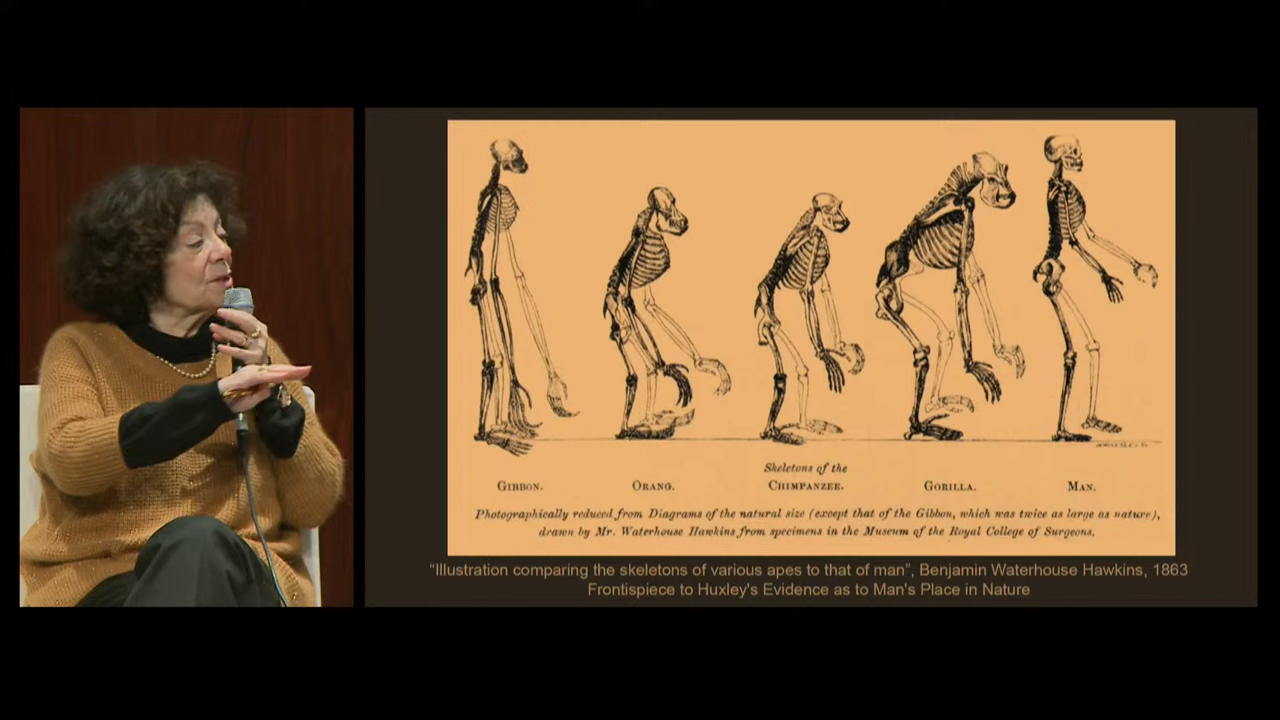 Skeletons of the
GIBBON. ORANG. CHIMPANZEE. GORILLA. MAN.
Photographically reduced from Diagrams of the natural size (except that of the Gibbon, which was twice as large as nature),
drawn by Mr. Waterhouse Hawkins from specimens in the Museum of the Royal College of Surgeons.
“Illustration comparing the skeletons of various apes to that of man”, Benjamin Waterhouse Hawkins, 1863
Frontispiece to Huxley's Evidence as to Man's Place in Nature